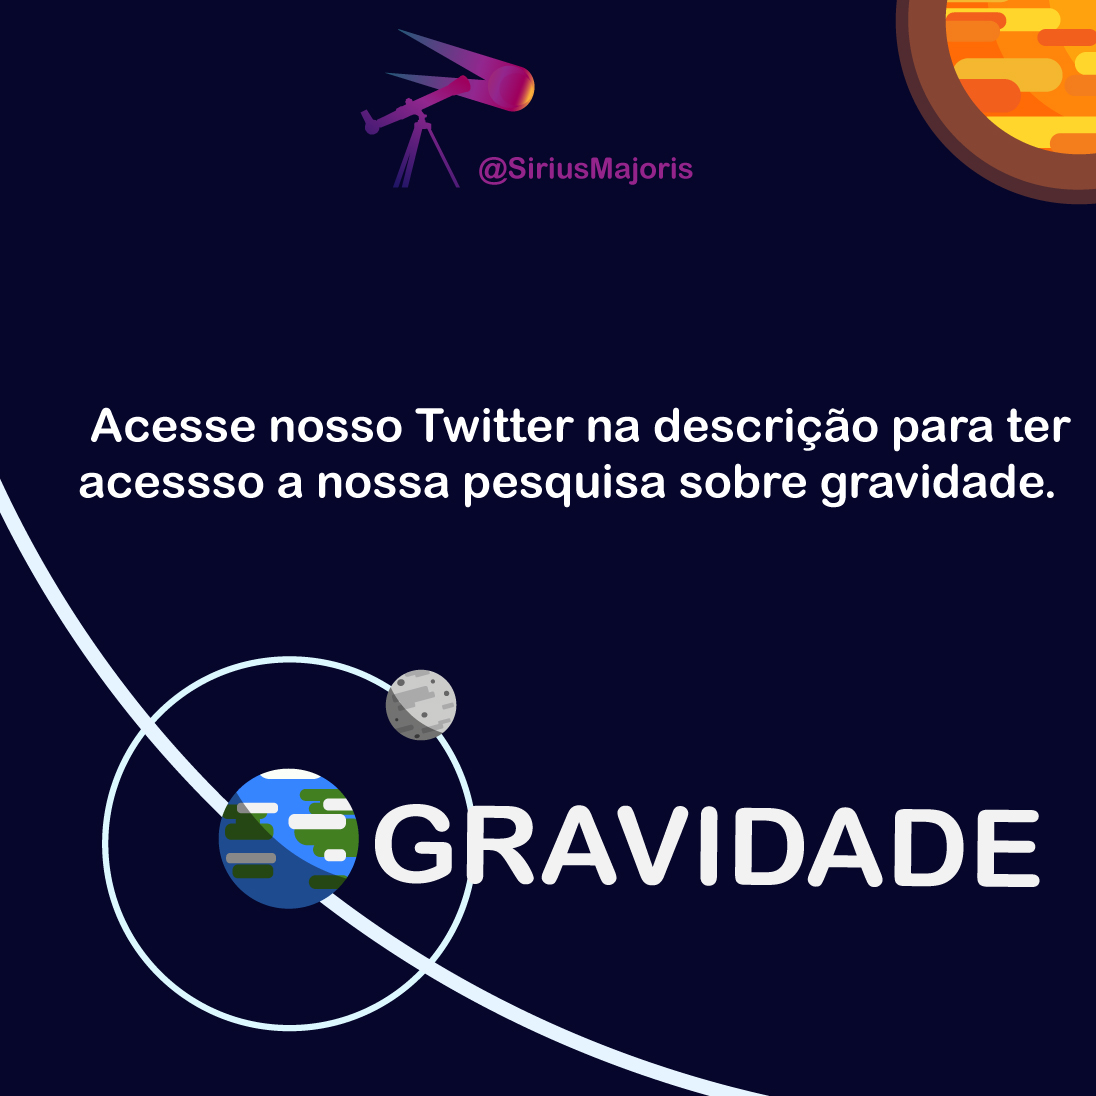 @SiriusMajoris
Acesse nosso Twitter na descrição para ter
acessso a nossa pesquisa sobre gravidade.
GRAVIDADE